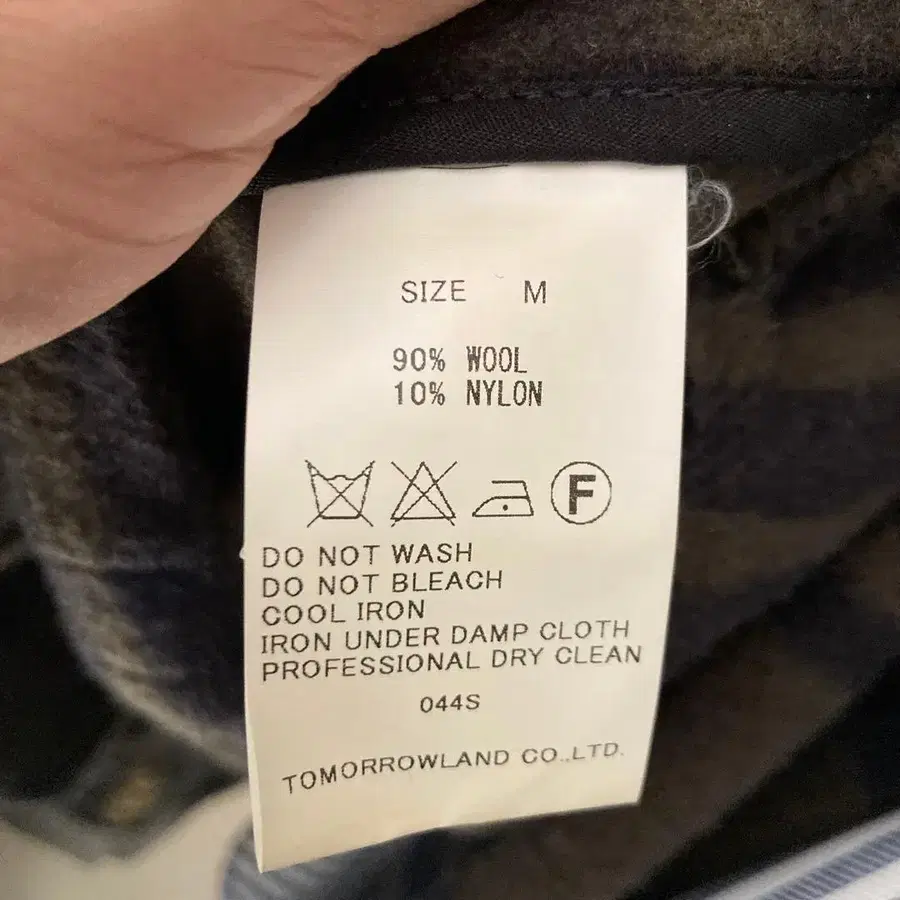 SIZE M
90% WOOL
10% NYLON
F
DO NOT WASH
DO NOT BLEACH
COOL IRON
IRON UNDER DAMP CLOTH
PROFESSIONAL DRY CLEAN
044S
TOMORROWLAND CO.,LTD.